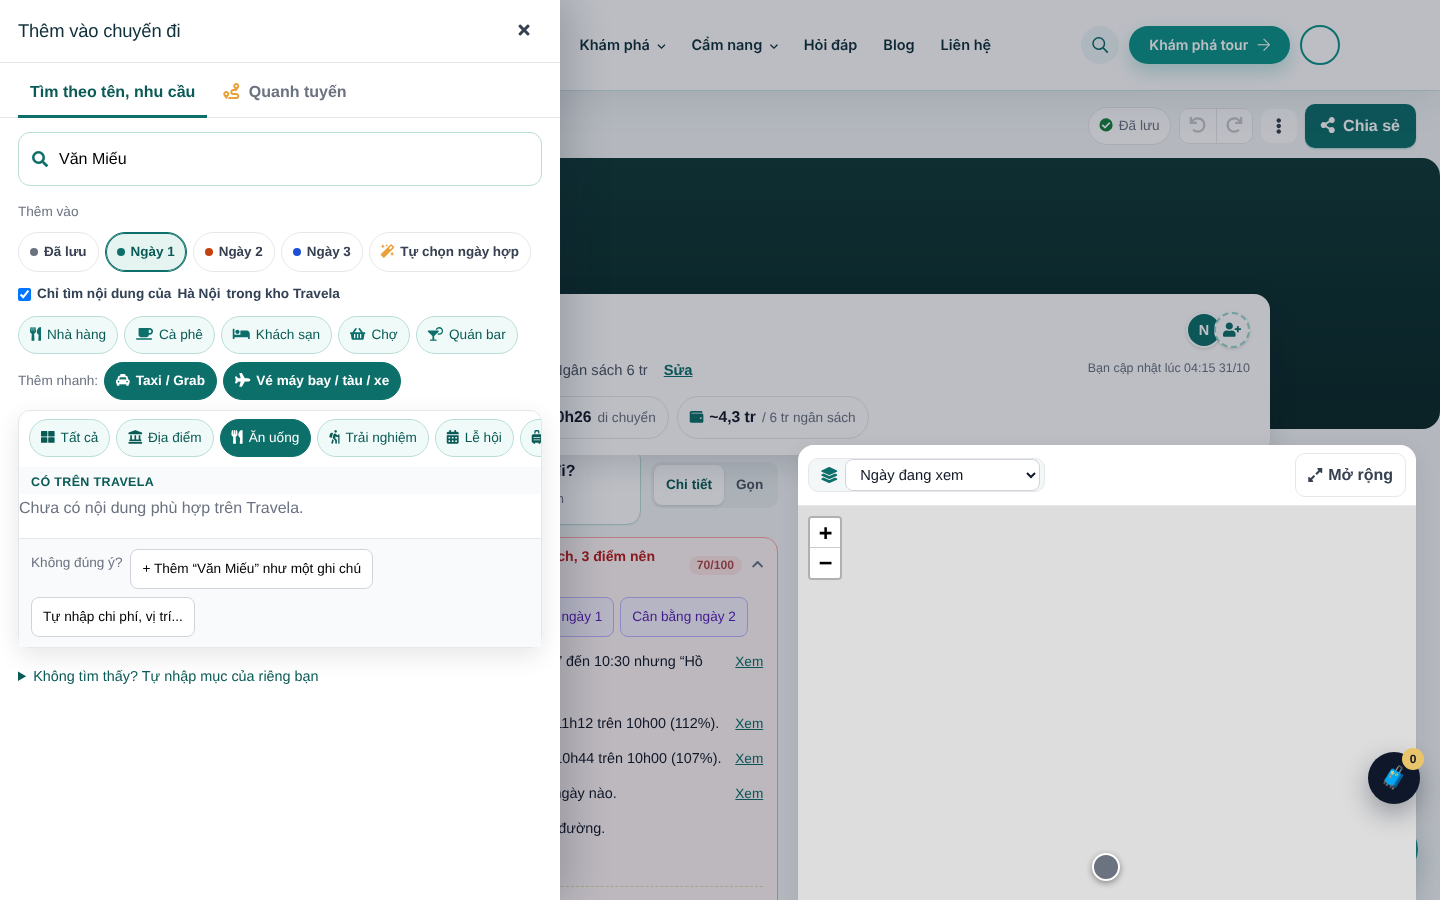 Thêm vào chuyến đi
Khám phá
Cẩm nang
Hỏi đáp
Blog
Liên hệ
Khám phá tour
Tìm theo tên, nhu cầu
Quanh tuyến
Đã lưu
Chia sẻ
Văn Miếu
Thêm vào
Đã lưu
Ngày 1
Ngày 2
Ngày 3
Tự chọn ngày hợp
Chỉ tìm nội dung của Hà Nội trong kho Travela
Nhà hàng
Cà phê
Khách sạn
Chợ
Quán bar
Thêm nhanh:
Taxi / Grab
Vé máy bay / tàu / xe
Tất cả
Địa điểm
Ăn uống
Trải nghiệm
Lễ hội
CÓ TRÊN TRAVELA
Chưa có nội dung phù hợp trên Travela.
Không đúng ý?
+ Thêm “Văn Miếu” như một ghi chú
Tự nhập chi phí, vị trí...
Không tìm thấy? Tự nhập mục của riêng bạn
N
Ngân sách 6 tr
Sửa
Bạn cập nhật lúc 04:15 31/10
0h26 di chuyển
~4,3 tr / 6 tr ngân sách
Chi tiết
Gọn
Ngày đang xem
Mở rộng
+
−
3 điểm nên
70/100
ngày 1
Cân bằng ngày 2
đến 10:30 nhưng “Hồ
Xem
11h12 trên 10h00 (112%).
Xem
10h44 trên 10h00 (107%).
Xem
ngày nào.
Xem
đường.
0